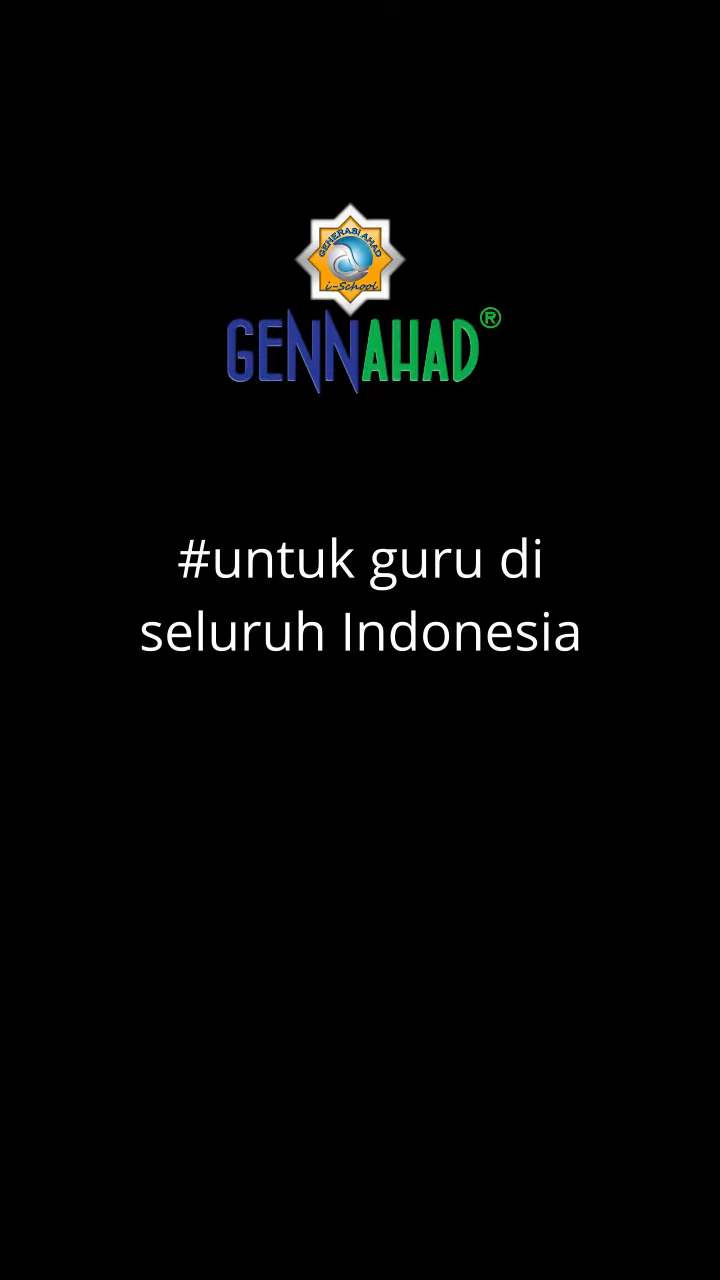 GENERASI AHAD
i-School
GENNAHAD®
#untuk guru di
seluruh Indonesia